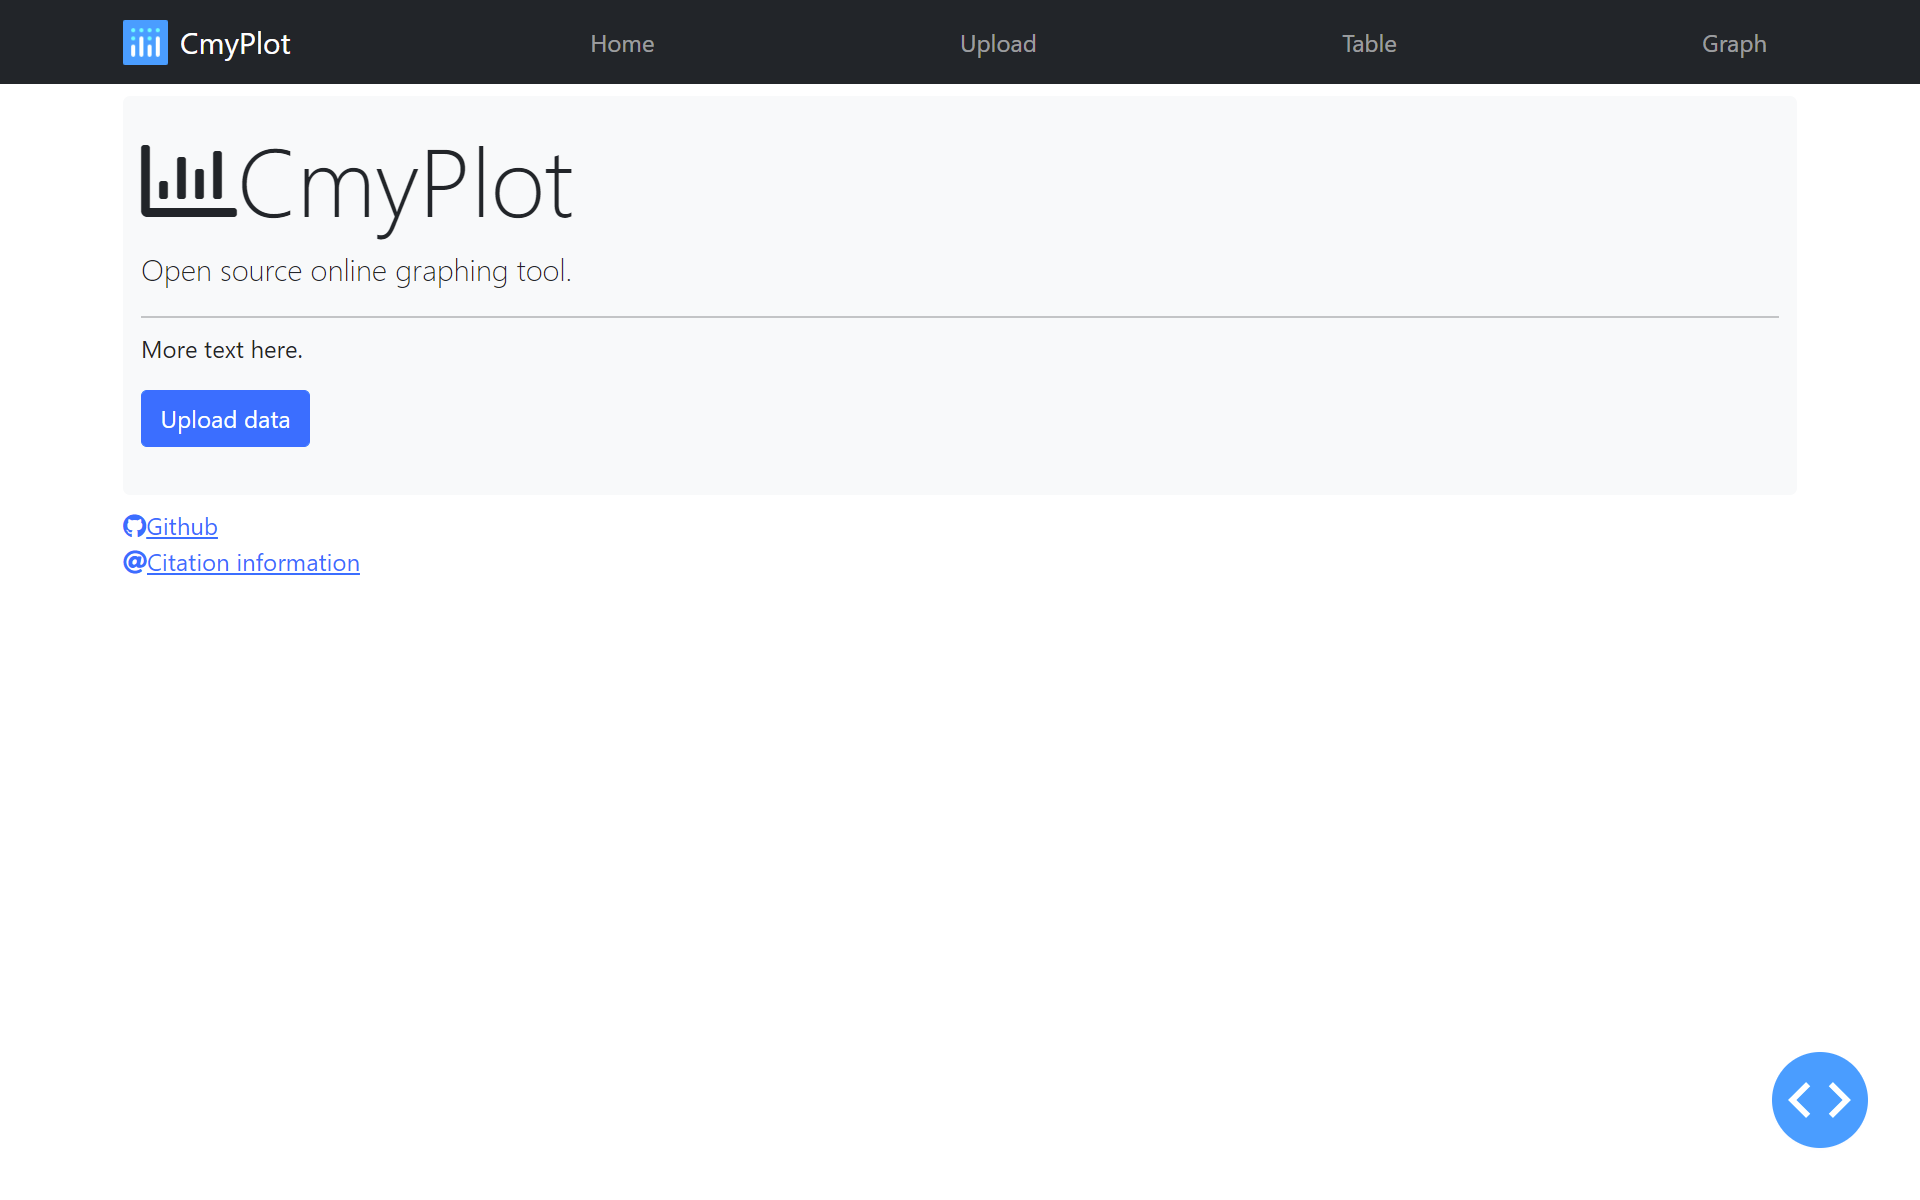 CmyPlot Home Upload Table Graph
CmyPlot
Open source online graphing tool.
More text here.
Upload data
Github
Citation information